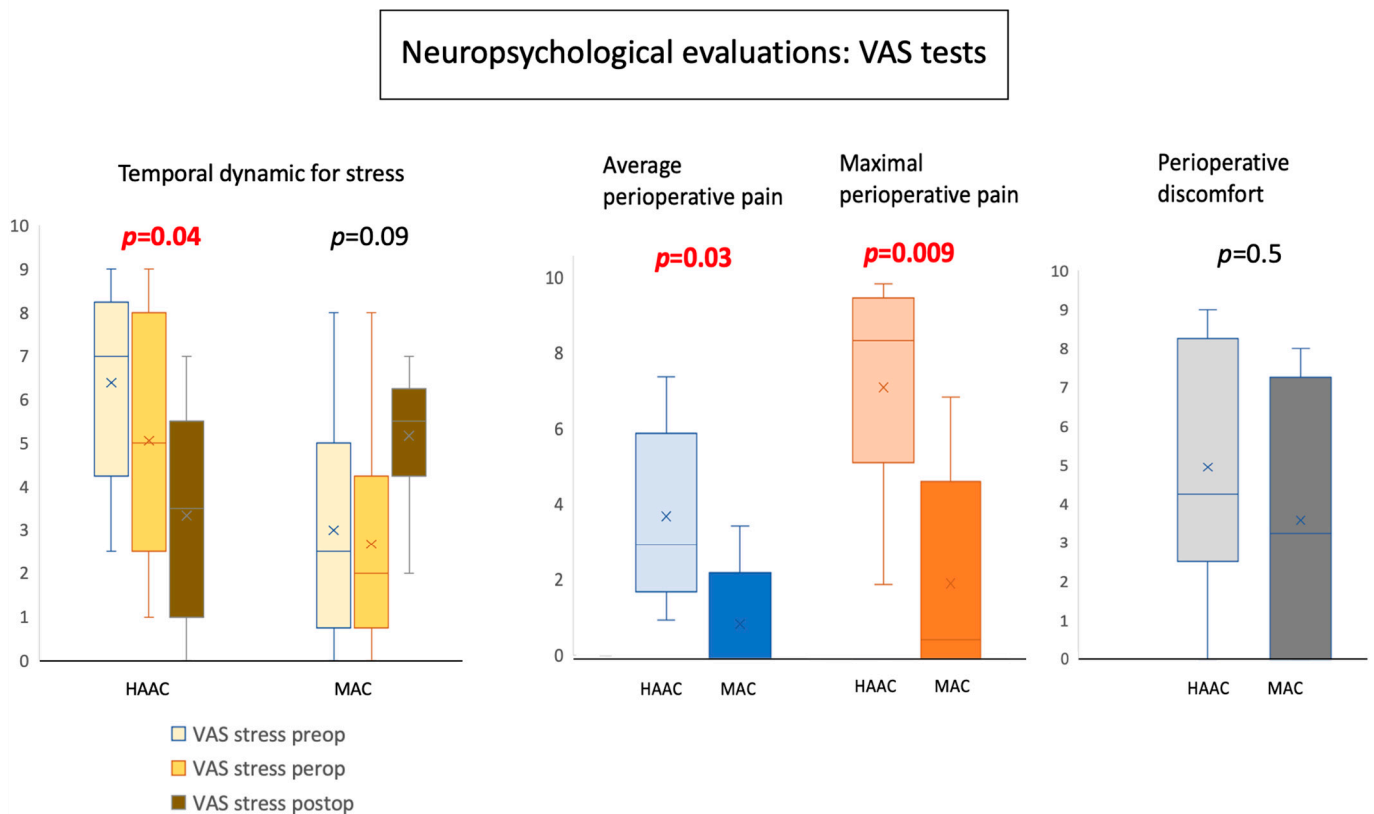 Neuropsychological evaluations: VAS tests
Temporal dynamic for stress
p=0.04
p=0.09
10
9
8
7
6
5
4
3
2
1
0
HAAC
MAC
VAS stress preop
VAS stress perop
VAS stress postop
Average
perioperative pain
Maximal
perioperative pain
p=0.03
p=0.009
10
8
6
4
2
0
HAAC
MAC
HAAC
MAC
Perioperative
discomfort
p=0.5
10
9
8
7
6
5
4
3
2
1
0
HAAC
MAC